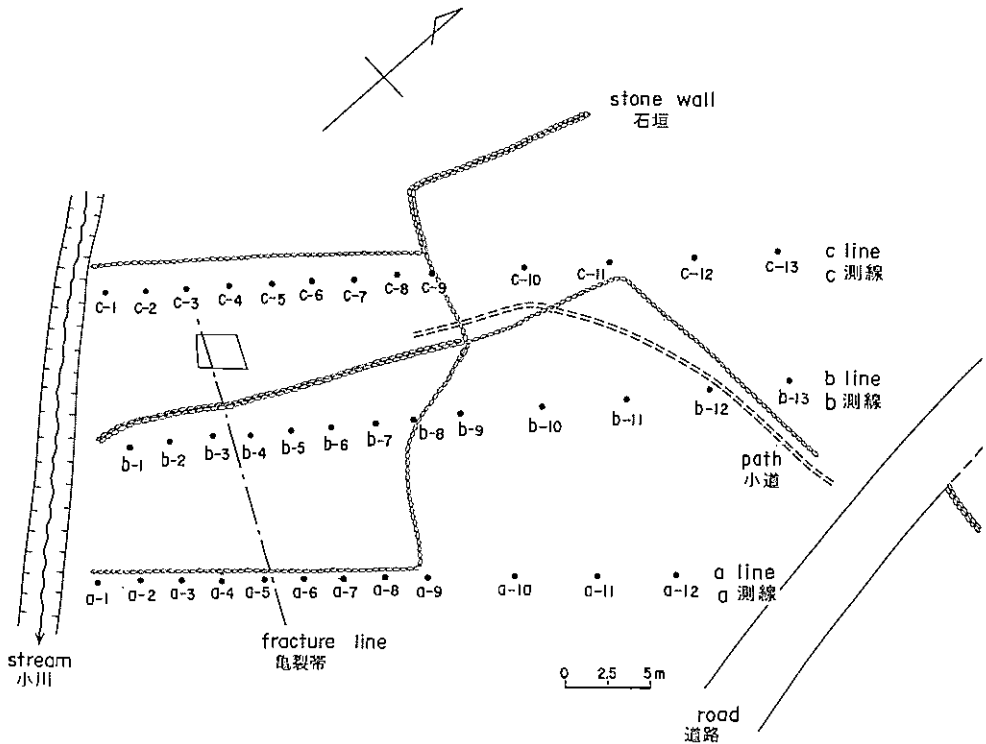 stone wall
石垣
c line
c 測線
C-1 C-2 C-3 C-4 C-5 C-6 C-7 C-8 C-9 C-10 C-11 C-12 C-13
b line
b 測線
b-1 b-2 b-3 b-4 b-5 b-6 b-7 b-8 b-9 b-10 b-11 b-12 b-13
path
小道
a line
a 測線
a-1 a-2 a-3 a-4 a-5 a-6 a-7 a-8 a-9 a-10 a-11 a-12
fracture line
亀裂帯
stream
小川
0 2.5 5m
road
道路